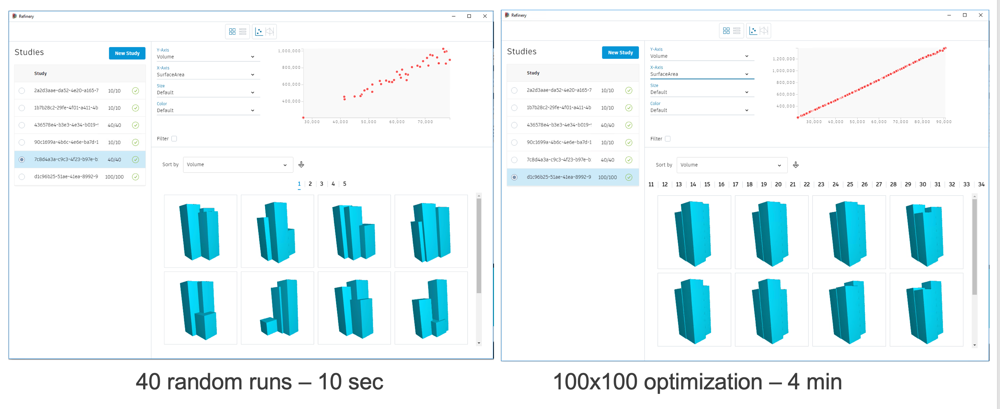 Refinery
Studies
New Study
Study
2a2d3aae-da52-4e20-a165-7 10/10
1b7b28c2-29fe-4f01-a411-4b 10/10
436578e4-b3e3-4e34-b019- 40/40
90c1699a-4b6c-4e6e-ba7d-1 10/10
7c8d4a3a-c9c3-4f23-b97e-b 40/40
d1c96b25-51ae-41ea-8992-9 100/100
Y-Axis
Volume
X-Axis
SurfaceArea
Size
Default
Color
Default
Filter
1,000,000
800,000
600,000
400,000
30,000 40,000 50,000 60,000 70,000
Sort by Volume
1 2 3 4 5
40 random runs – 10 sec
Refinery
Studies
New Study
Study
2a2d3aae-da52-4e20-a165-7 10/10
1b7b28c2-29fe-4f01-a411-4b 10/10
436578e4-b3e3-4e34-b019- 40/40
90c1699a-4b6c-4e6e-ba7d-1 10/10
7c8d4a3a-c9c3-4f23-b97e-b 40/40
d1c96b25-51ae-41ea-8992-9 100/100
Y-Axis
Volume
X-Axis
SurfaceArea
Size
Default
Color
Default
Filter
1,200,000
1,000,000
800,000
600,000
400,000
30,000 40,000 50,000 60,000 70,000 80,000 90,000
Sort by Volume
11 12 13 14 15 16 17 18 19 20 21 22 23 24 25 26 27 28 29 30 31 32 33 34
100x100 optimization – 4 min